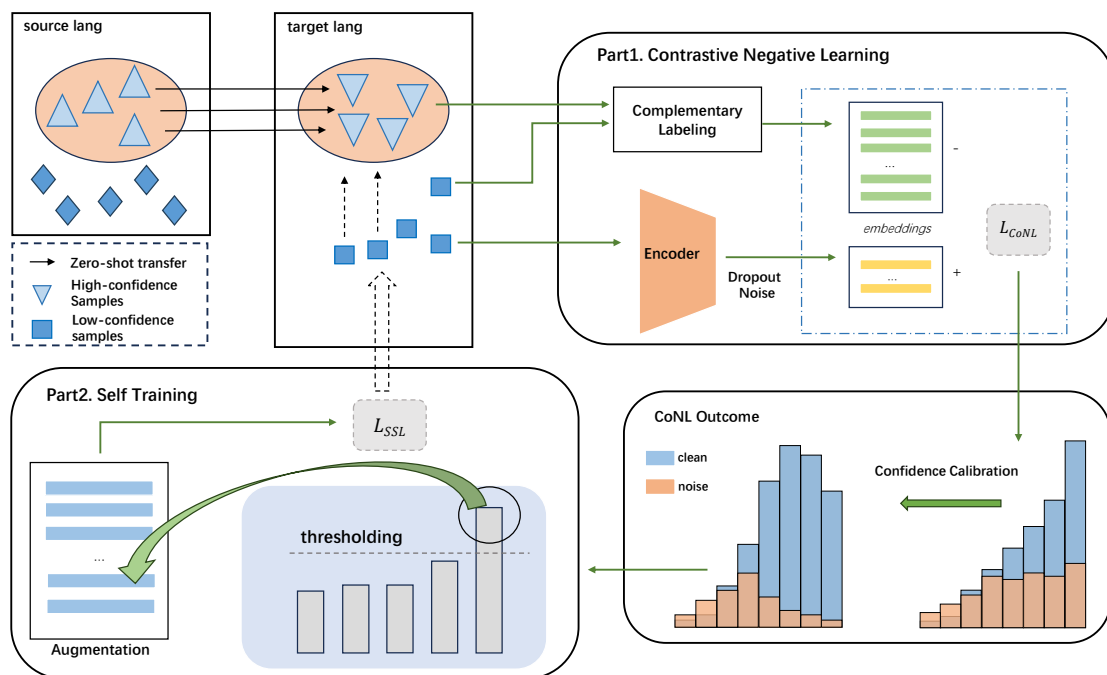 source lang
target lang
Zero-shot transfer
High-confidence
Samples
Low-confidence
samples
Part1. Contrastive Negative Learning
Complementary
Labeling
...
-
embeddings
Encoder
Dropout
Noise
...
+
L_CoNL
Part2. Self Training
L_SSL
...
Augmentation
thresholding
CoNL Outcome
clean
noise
Confidence Calibration